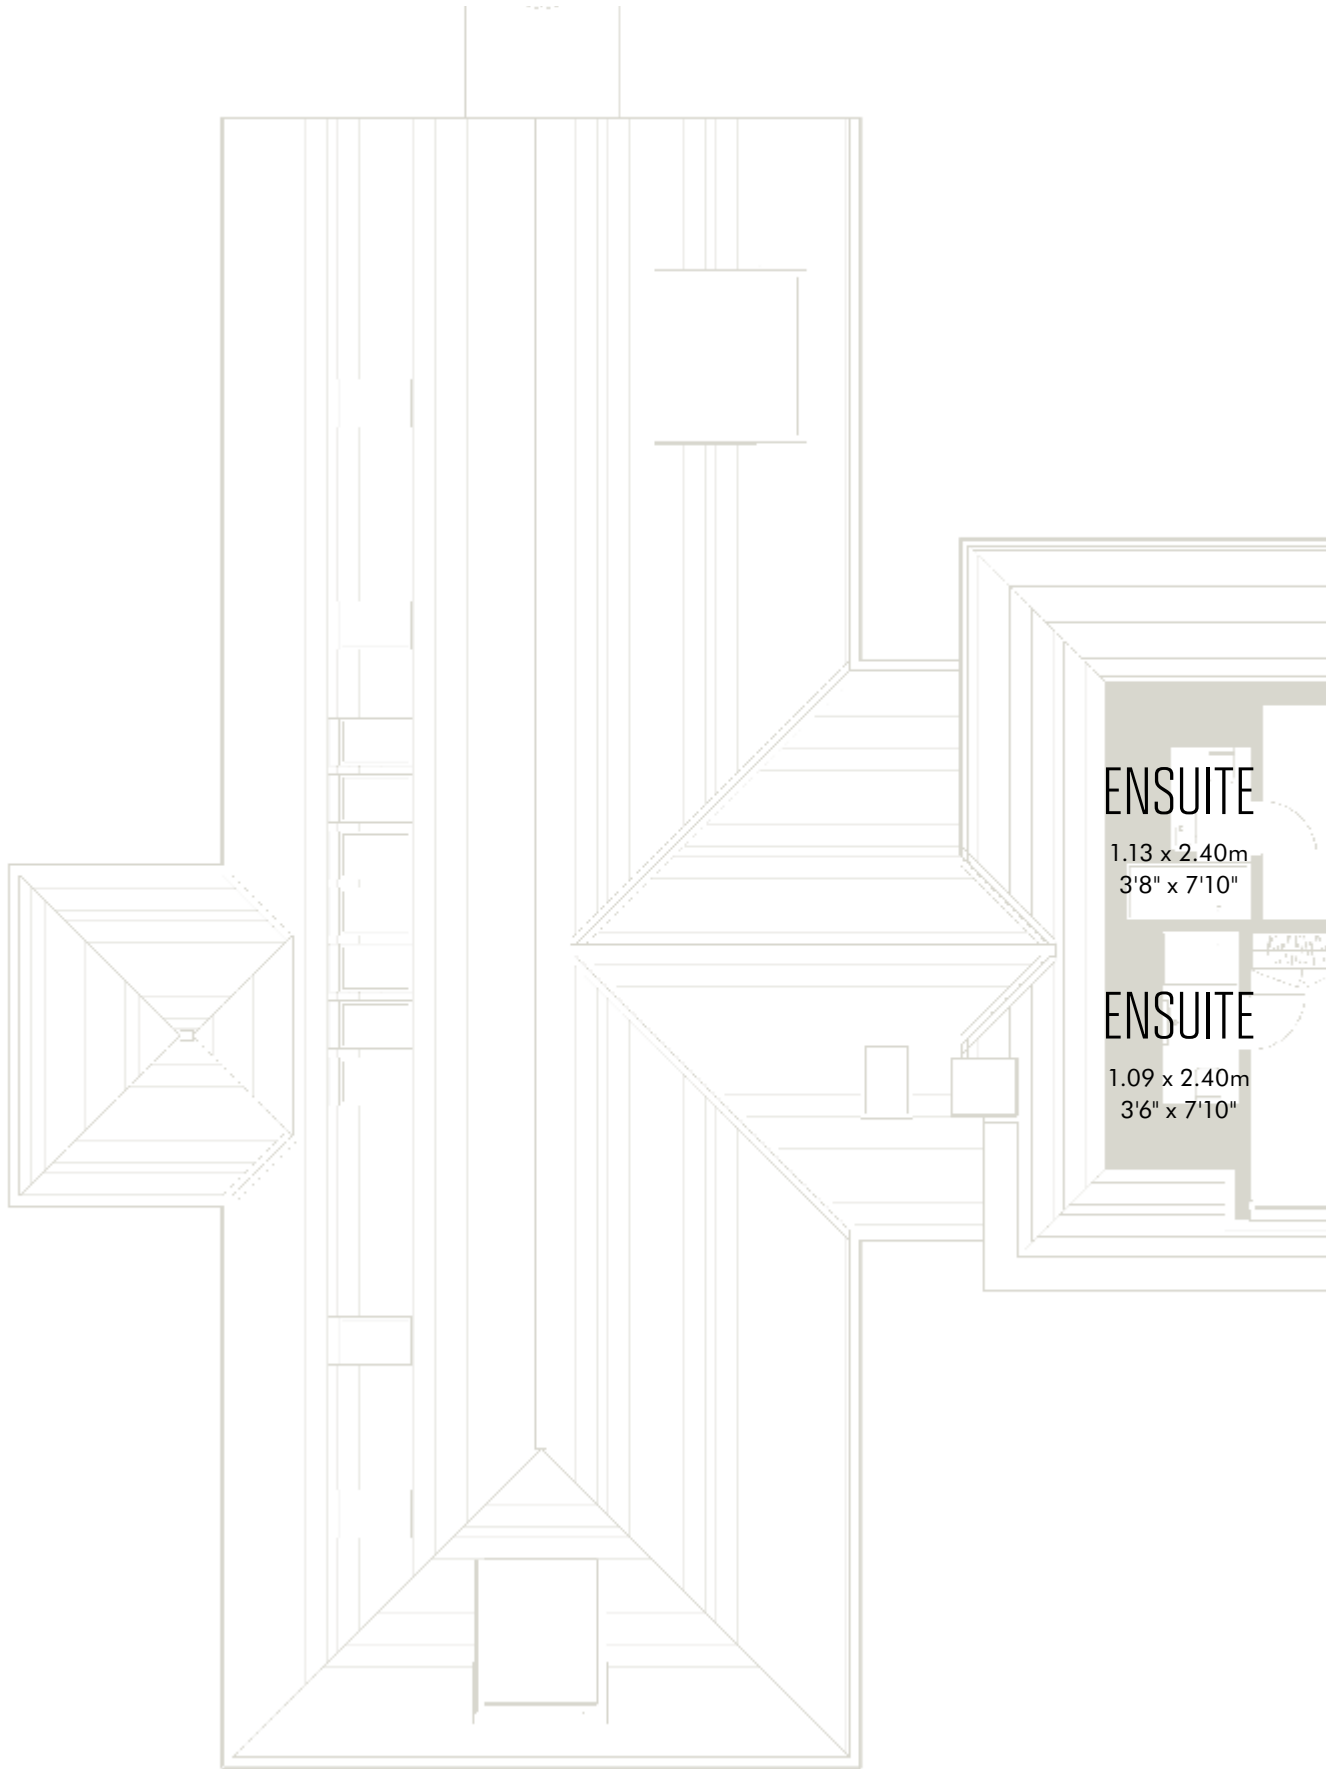 ENSUITE
1.13 x 2.40m
3'8" x 7'10"
ENSUITE
1.09 x 2.40m
3'6" x 7'10"